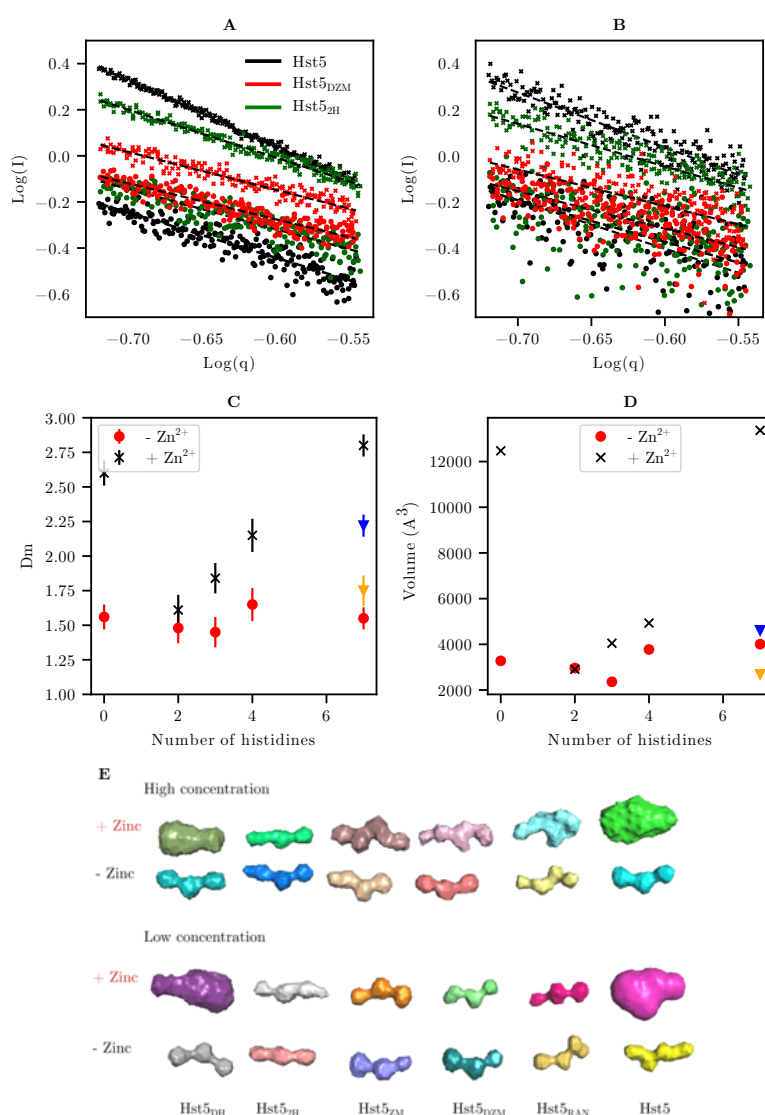 A
B
0.4
0.2
0.0
−0.2
−0.4
−0.6
Log(I)
Hst5
Hst5DZM
Hst52H
−0.70
−0.65
−0.60
−0.55
Log(q)
0.4
0.2
0.0
−0.2
−0.4
−0.6
Log(I)
−0.70
−0.65
−0.60
−0.55
Log(q)
C
D
3.00
2.75
2.50
2.25
2.00
1.75
1.50
1.25
1.00
Dm
- Zn2+
+ Zn2+
0
2
4
6
Number of histidines
12000
10000
8000
6000
4000
2000
Volume (A3)
- Zn2+
+ Zn2+
0
2
4
6
Number of histidines
E
High concentration
+ Zinc
- Zinc
Low concentration
+ Zinc
- Zinc
Hst5DH Hst52H Hst5ZM Hst5DZM Hst5RAN Hst5